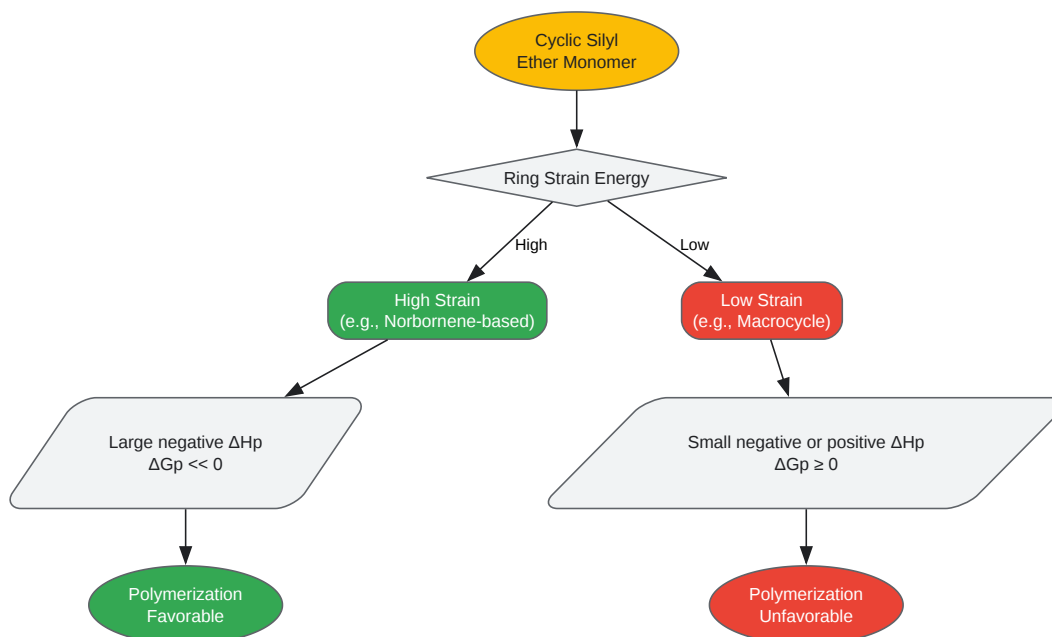 Cyclic Silyl
Ether Monomer
Ring Strain Energy
High
Low
High Strain
(e.g., Norbornene-based)
Low Strain
(e.g., Macrocycle)
Large negative ΔHp
ΔGp << 0
Small negative or positive ΔHp
ΔGp ≥ 0
Polymerization
Favorable
Polymerization
Unfavorable